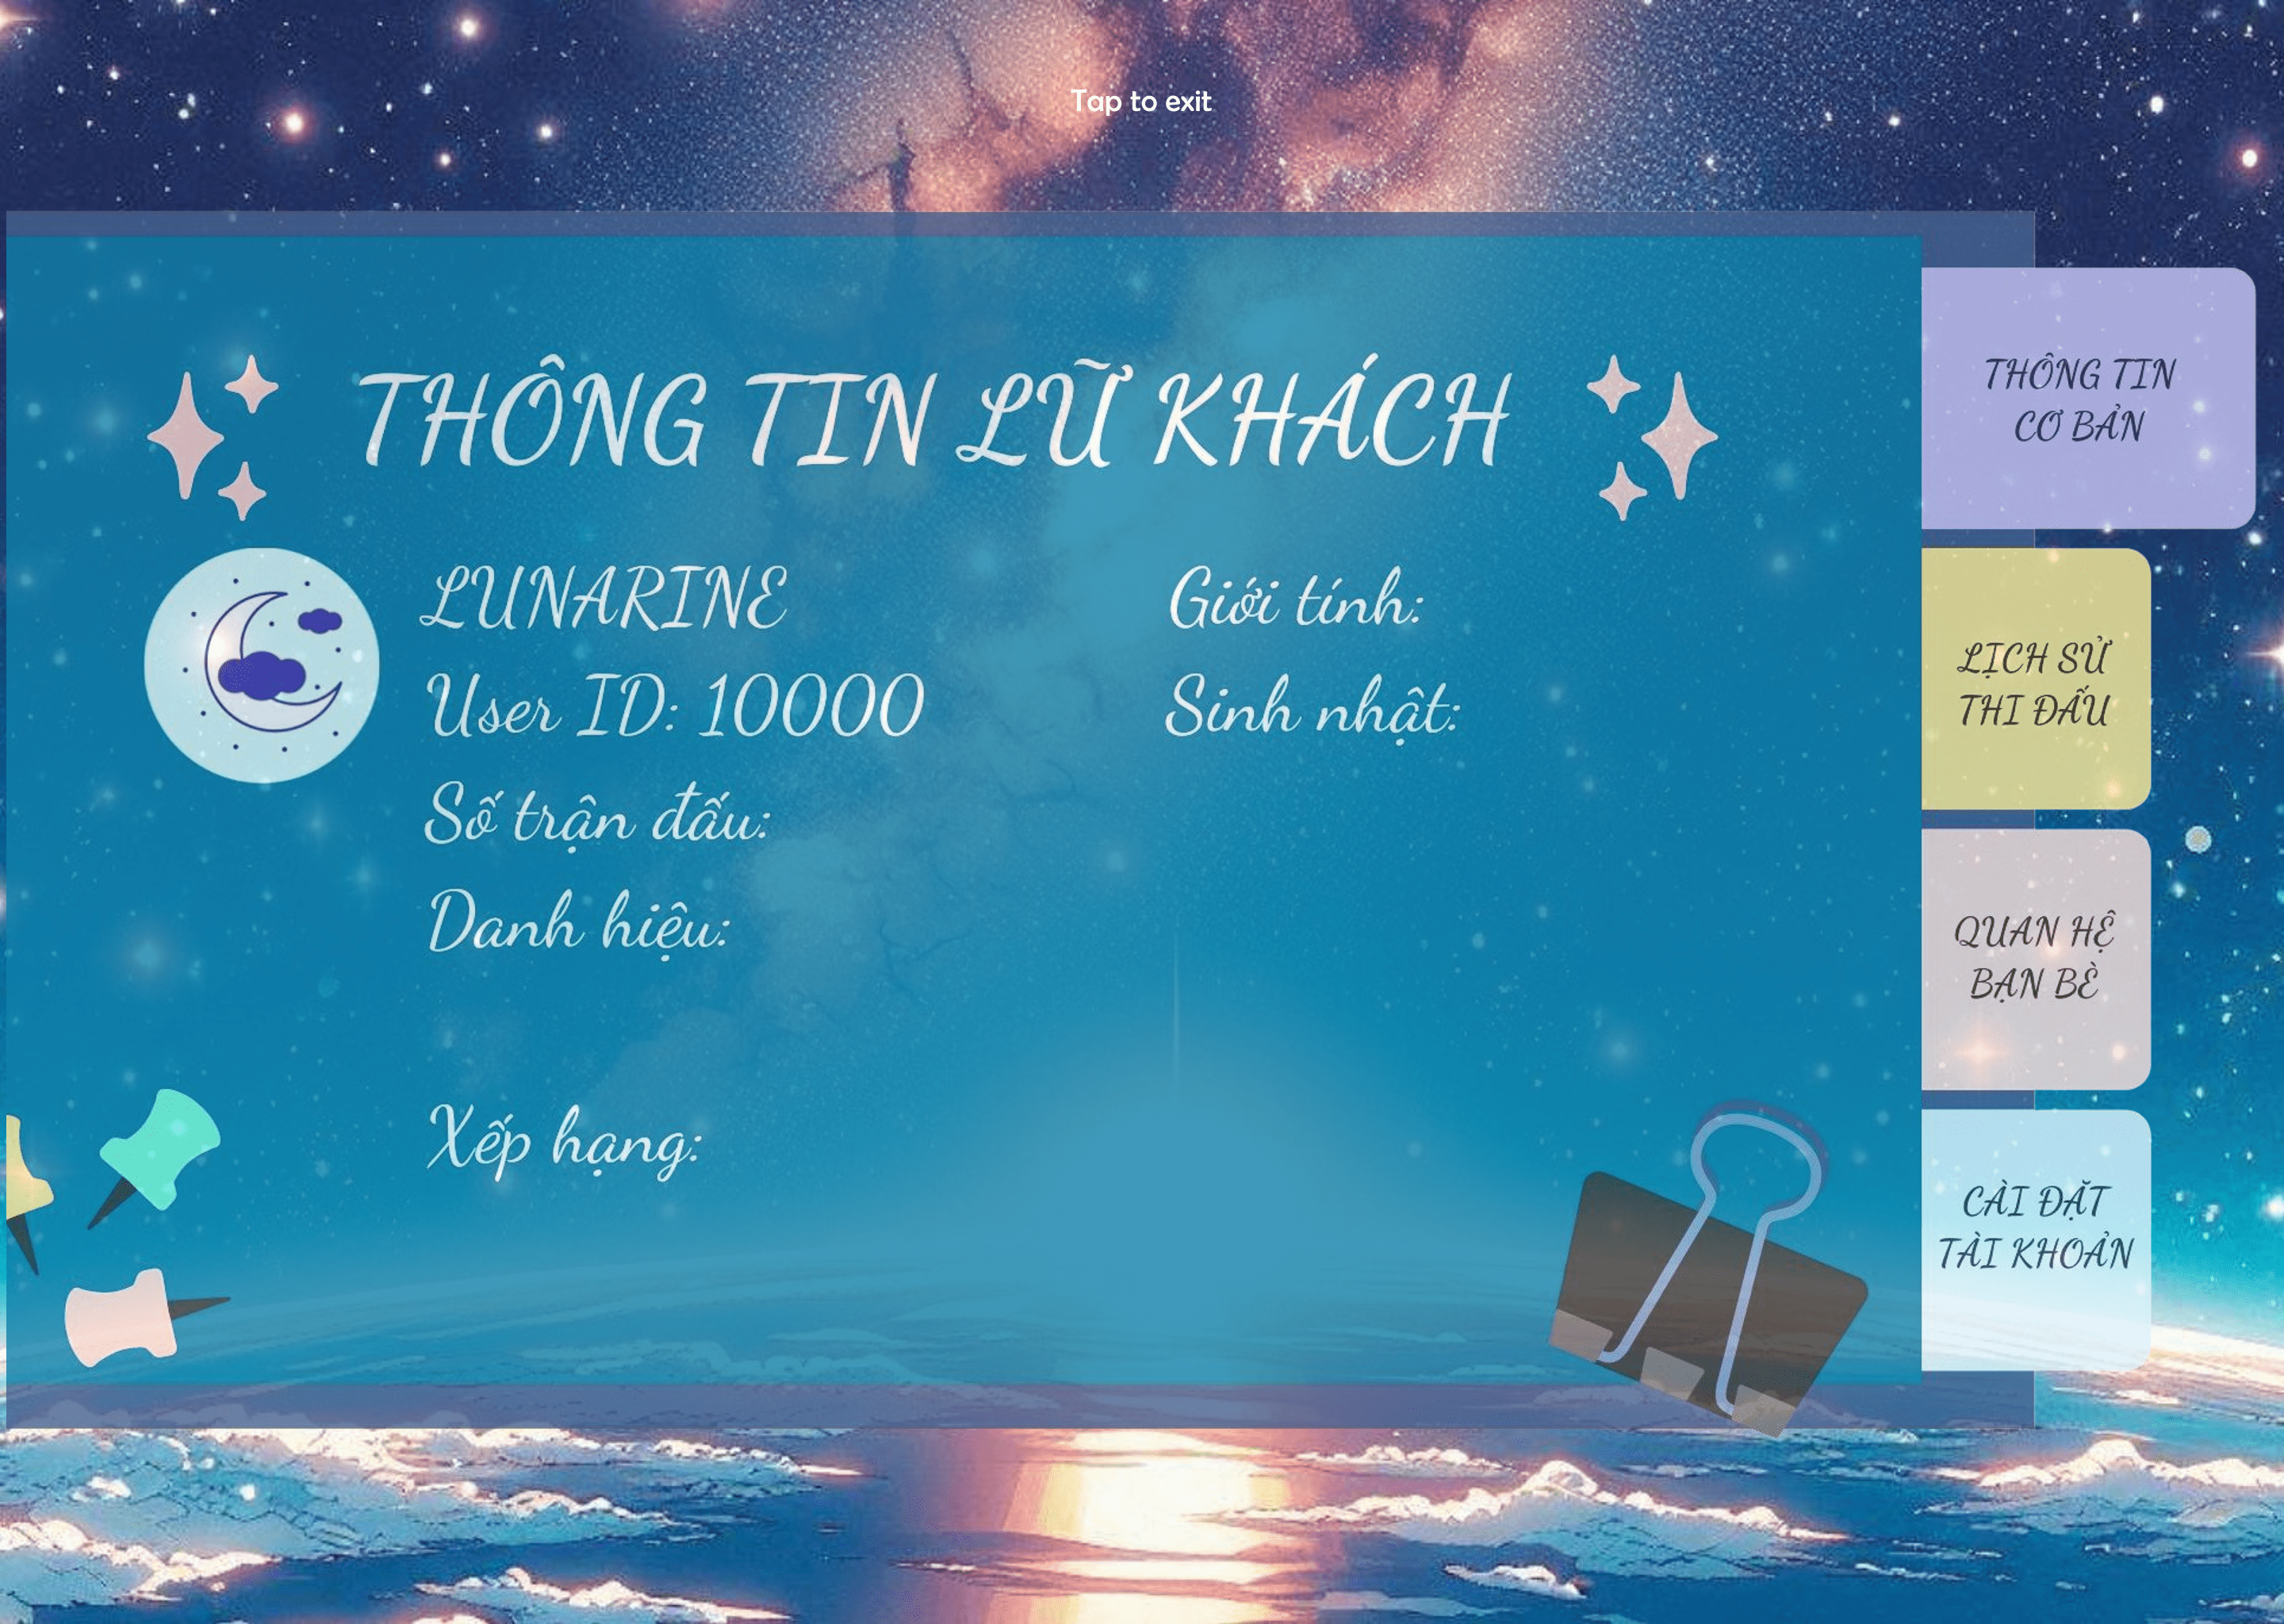 Tap to exit
THÔNG TIN LỮ KHÁCH
LUNARINE
User ID: 10000
Số trận đấu:
Danh hiệu:
Xếp hạng:
Giới tính:
Sinh nhật:
THÔNG TIN
CƠ BẢN
LỊCH SỬ
THI ĐẤU
QUAN HỆ
BẠN BÈ
CÀI ĐẶT
TÀI KHOẢN